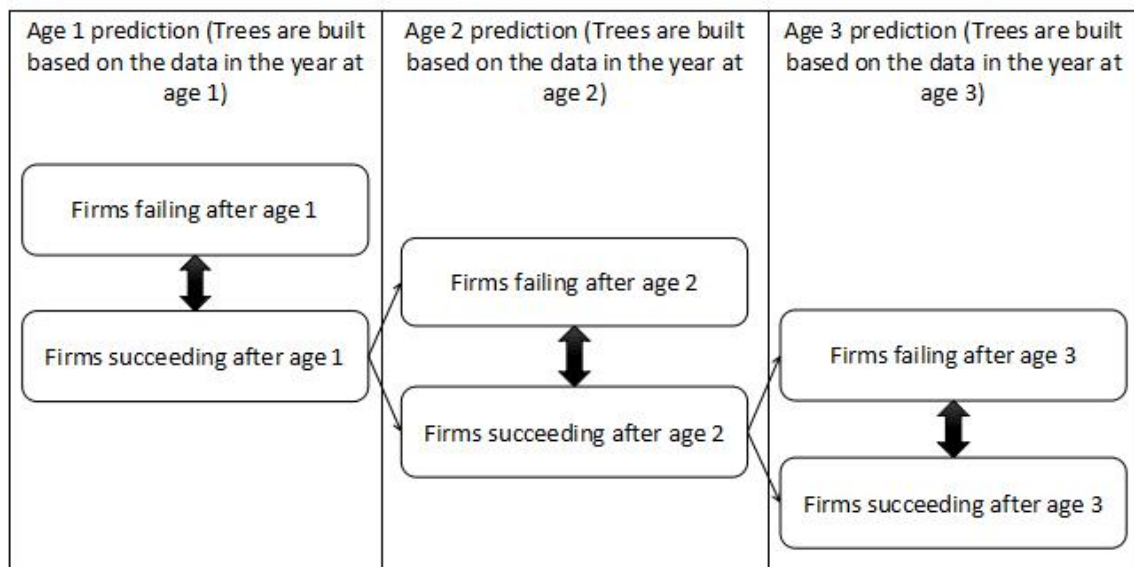 Age 1 prediction (Trees are built
based on the data in the year at
age 1)
Firms failing after age 1
Firms succeeding after age 1
Age 2 prediction (Trees are built
based on the data in the year at
age 2)
Firms failing after age 2
Firms succeeding after age 2
Age 3 prediction (Trees are built
based on the data in the year at
age 3)
Firms failing after age 3
Firms succeeding after age 3